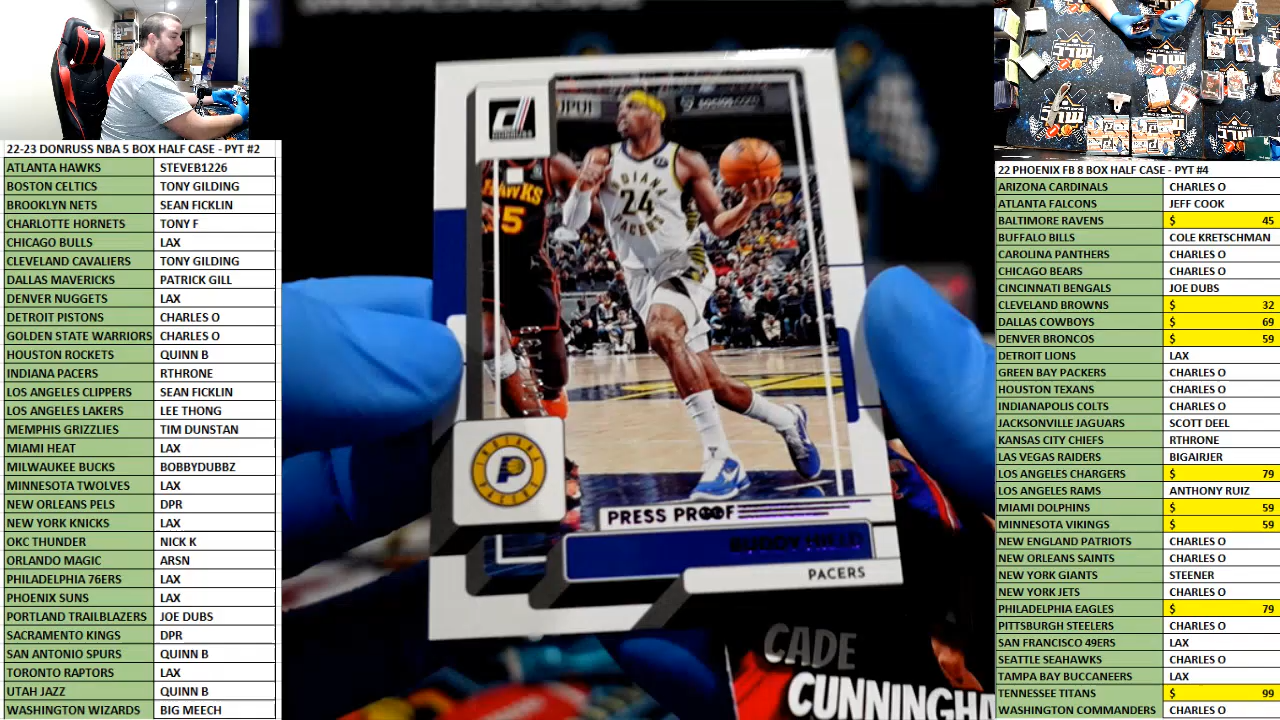 22-23 DONRUSS NBA 5 BOX HALF CASE - PYT #2
ATLANTA HAWKS STEVEB1226
BOSTON CELTICS TONY GILDING
BROOKLYN NETS SEAN FICKLIN
CHARLOTTE HORNETS TONY F
CHICAGO BULLS LAX
CLEVELAND CAVALIERS TONY GILDING
DALLAS MAVERICKS PATRICK GILL
DENVER NUGGETS LAX
DETROIT PISTONS CHARLES O
GOLDEN STATE WARRIORS CHARLES O
HOUSTON ROCKETS QUINN B
INDIANA PACERS RTHRONE
LOS ANGELES CLIPPERS SEAN FICKLIN
LOS ANGELES LAKERS LEE THONG
MEMPHIS GRIZZLIES TIM DUNSTAN
MIAMI HEAT LAX
MILWAUKEE BUCKS BOBBYDUBBZ
MINNESOTA TWOLVES LAX
NEW ORLEANS PELS DPR
NEW YORK KNICKS LAX
OKC THUNDER NICK K
ORLANDO MAGIC ARSN
PHILADELPHIA 76ERS LAX
PHOENIX SUNS LAX
PORTLAND TRAILBLAZERS JOE DUBS
SACRAMENTO KINGS DPR
SAN ANTONIO SPURS QUINN B
TORONTO RAPTORS LAX
UTAH JAZZ QUINN B
WASHINGTON WIZARDS BIG MEECH
IUPUI
HAWKS
5
INDIANA
24
PACERS
INDIANA
PACERS
PRESS PROOF
BUDDY HIELD
PACERS
CADE
CUNNINGHA
22 PHOENIX FB 8 BOX HALF CASE - PYT #4
ARIZONA CARDINALS CHARLES O
ATLANTA FALCONS JEFF COOK
BALTIMORE RAVENS $ 45
BUFFALO BILLS COLE KRETSCHMAN
CAROLINA PANTHERS CHARLES O
CHICAGO BEARS CHARLES O
CINCINNATI BENGALS JOE DUBS
CLEVELAND BROWNS $ 32
DALLAS COWBOYS $ 69
DENVER BRONCOS $ 59
DETROIT LIONS LAX
GREEN BAY PACKERS CHARLES O
HOUSTON TEXANS CHARLES O
INDIANAPOLIS COLTS CHARLES O
JACKSONVILLE JAGUARS SCOTT DEEL
KANSAS CITY CHIEFS RTHRONE
LAS VEGAS RAIDERS BIGAIRJER
LOS ANGELES CHARGERS $ 79
LOS ANGELES RAMS ANTHONY RUIZ
MIAMI DOLPHINS $ 59
MINNESOTA VIKINGS $ 59
NEW ENGLAND PATRIOTS CHARLES O
NEW ORLEANS SAINTS CHARLES O
NEW YORK GIANTS STEENER
NEW YORK JETS CHARLES O
PHILADELPHIA EAGLES $ 79
PITTSBURGH STEELERS CHARLES O
SAN FRANCISCO 49ERS LAX
SEATTLE SEAHAWKS CHARLES O
TAMPA BAY BUCCANEERS LAX
TENNESSEE TITANS $ 99
WASHINGTON COMMANDERS CHARLES O